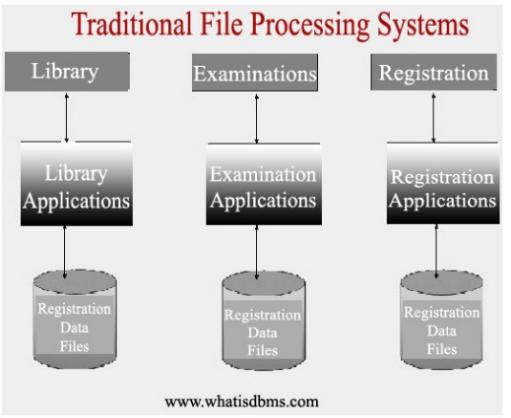 Traditional File Processing Systems
Library
Examinations
Registration
Library
Applications
Examination
Applications
Registration
Applications
Registration
Data
Files
Registration
Data
Files
Registration
Data
Files
www.whatisdbms.com